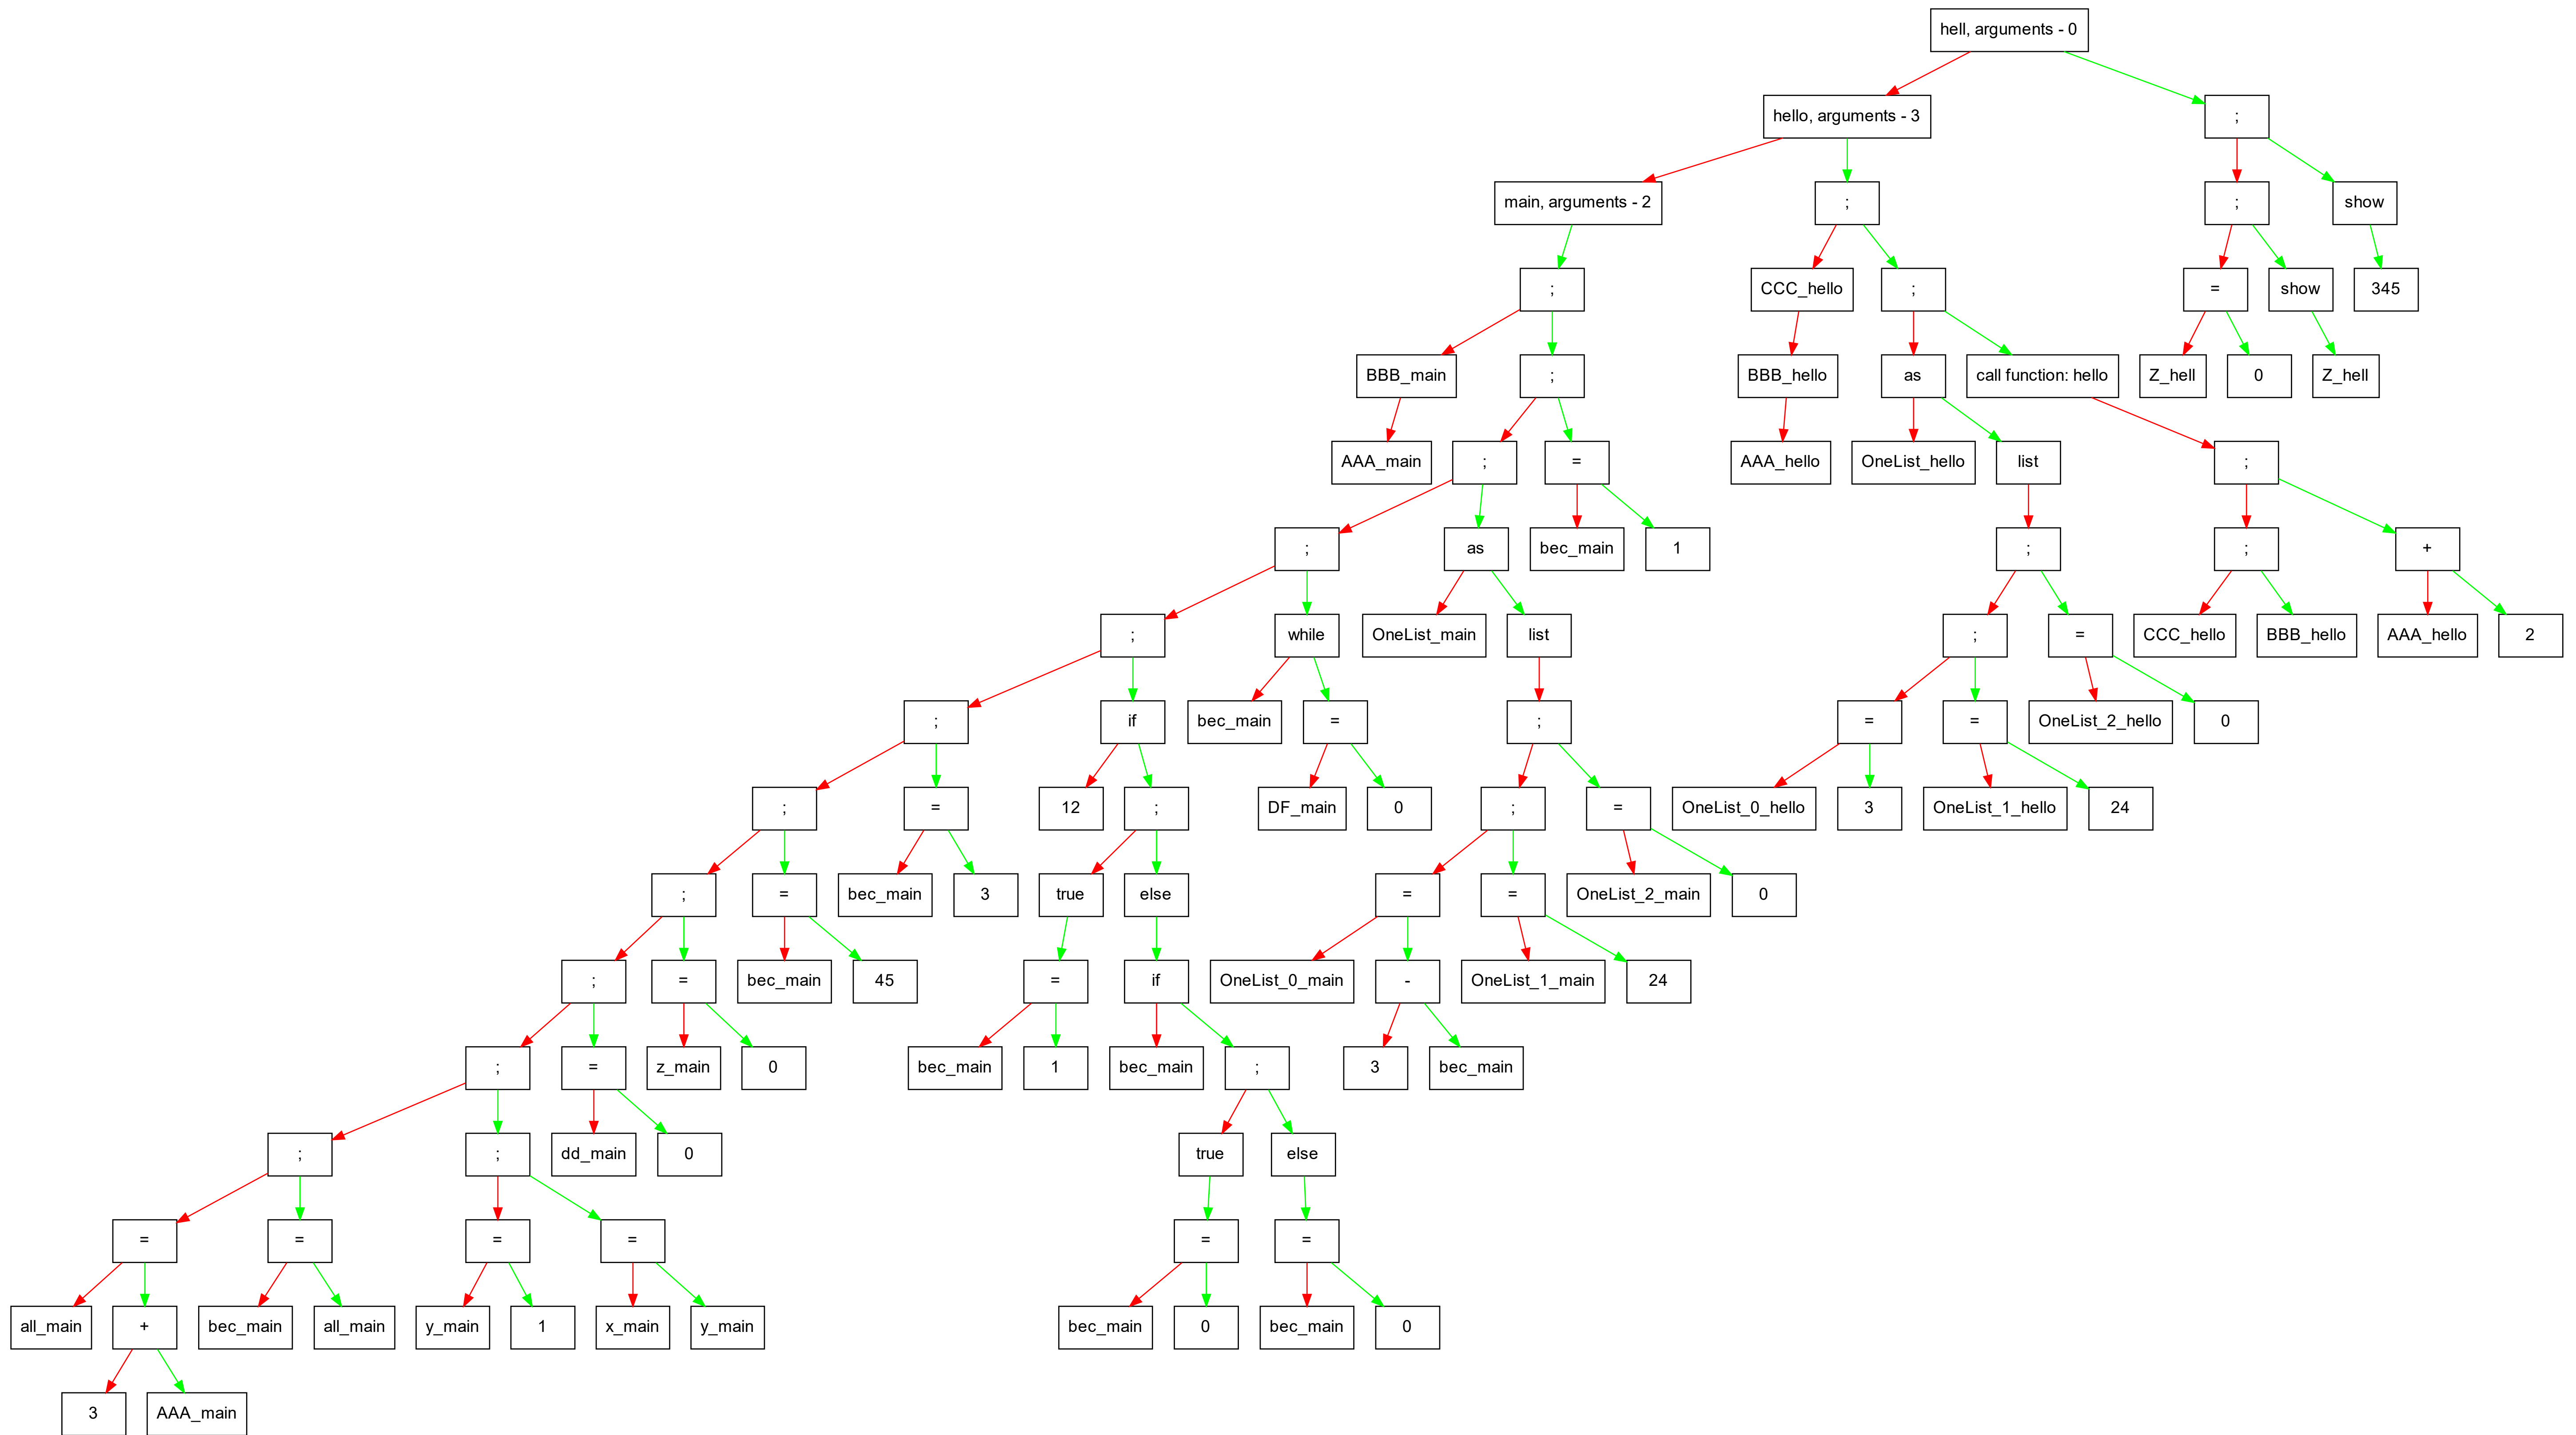 hell, arguments - 0
hello, arguments - 3
;
main, arguments - 2
;
;
show
;
CCC_hello
;
=
show
345
BBB_main
;
BBB_hello
as
call function: hello
Z_hell
0
Z_hell
AAA_main
;
=
AAA_hello
OneList_hello
list
;
;
as
bec_main
1
;
;
+
;
while
OneList_main
list
;
=
CCC_hello
BBB_hello
AAA_hello
2
;
if
bec_main
=
;
=
=
OneList_2_hello
0
;
=
12
;
DF_main
0
;
=
OneList_0_hello
3
OneList_1_hello
24
;
=
bec_main
3
true
else
=
=
OneList_2_main
0
;
=
bec_main
45
=
if
OneList_0_main
-
OneList_1_main
24
;
=
z_main
0
bec_main
1
bec_main
;
3
bec_main
;
;
dd_main
0
true
else
=
=
=
=
=
=
all_main
+
bec_main
all_main
y_main
1
x_main
y_main
bec_main
0
bec_main
0
3
AAA_main